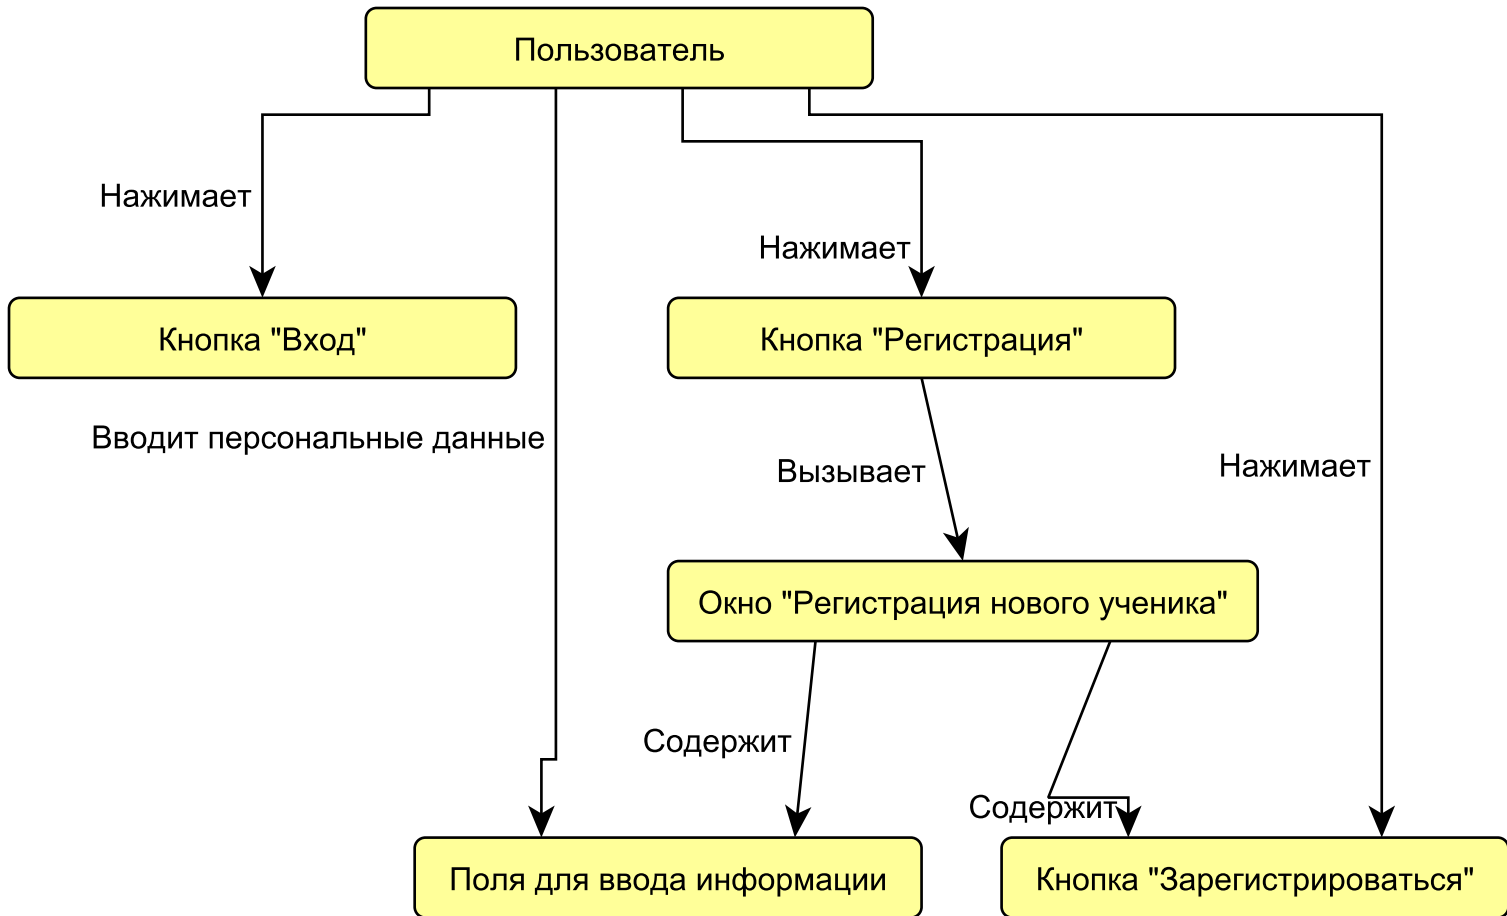 Пользователь
Нажимает
Нажимает
Кнопка "Вход"
Кнопка "Регистрация"
Вводит персональные данные
Вызывает
Нажимает
Окно "Регистрация нового ученика"
Содержит
Содержит
Поля для ввода информации
Кнопка "Зарегистрироваться"